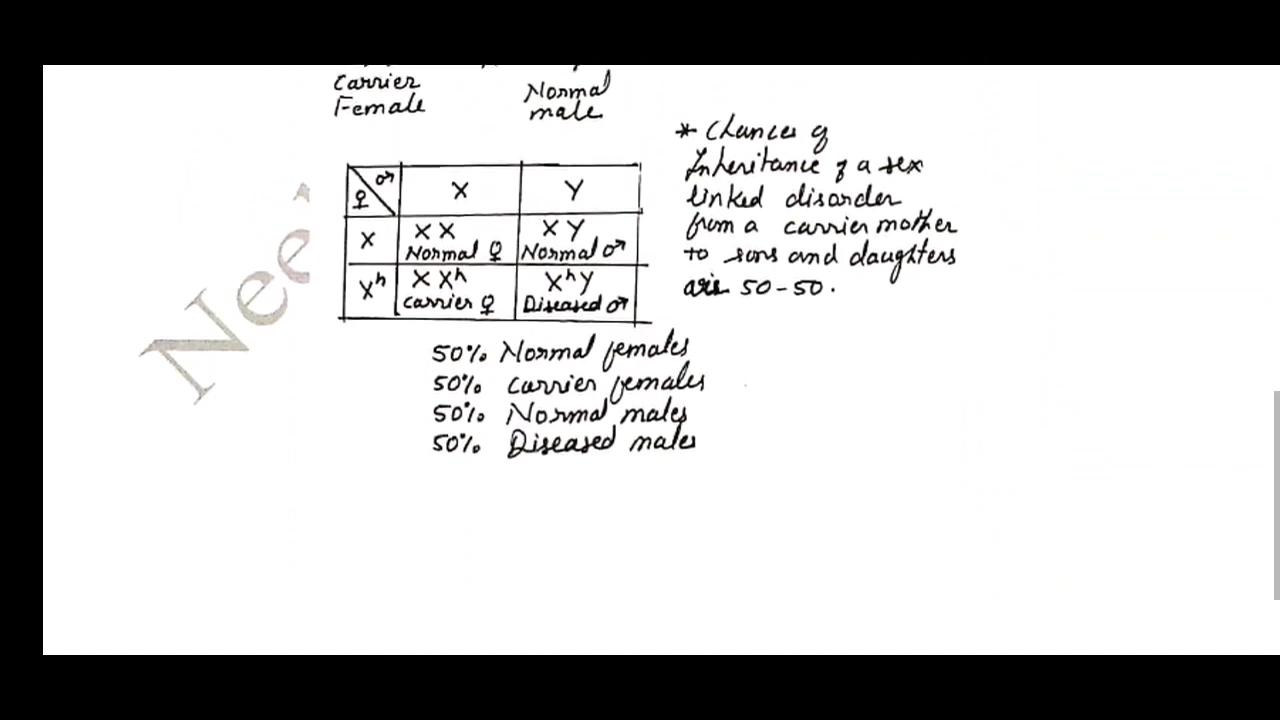 Carrier
Female
Normal
male
* Chances of
Inheritance of a sex
linked disorder
from a carrier mother
to sons and daughters
are 50-50.
♀ ♂ X Y
X XX XY
Normal ♀ Normal ♂
Xʰ XXʰ XʰY
Carrier ♀ Diseased ♂
50% Normal females
50% carrier females
50% Normal males
50% Diseased males
Nee